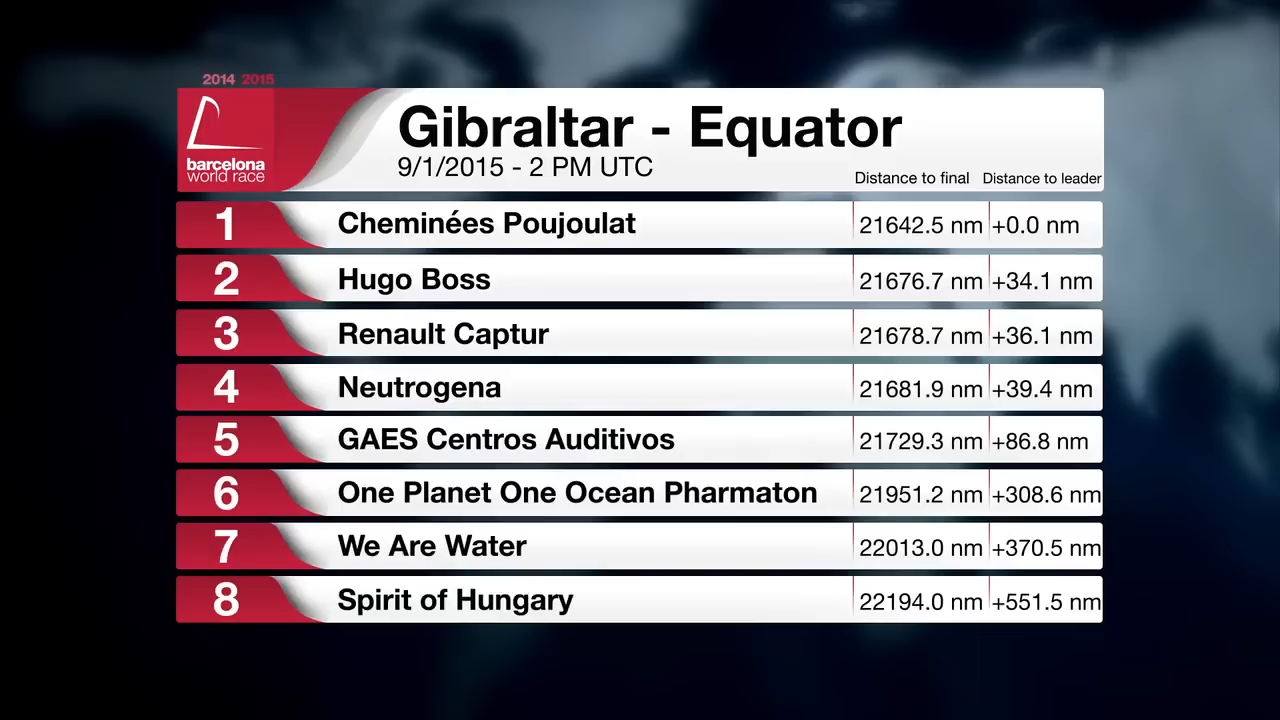 2014 2015
barcelona
world race
Gibraltar - Equator
9/1/2015 - 2 PM UTC
Distance to final Distance to leader
1 Cheminées Poujoulat 21642.5 nm +0.0 nm
2 Hugo Boss 21676.7 nm +34.1 nm
3 Renault Captur 21678.7 nm +36.1 nm
4 Neutrogena 21681.9 nm +39.4 nm
5 GAES Centros Auditivos 21729.3 nm +86.8 nm
6 One Planet One Ocean Pharmaton 21951.2 nm +308.6 nm
7 We Are Water 22013.0 nm +370.5 nm
8 Spirit of Hungary 22194.0 nm +551.5 nm